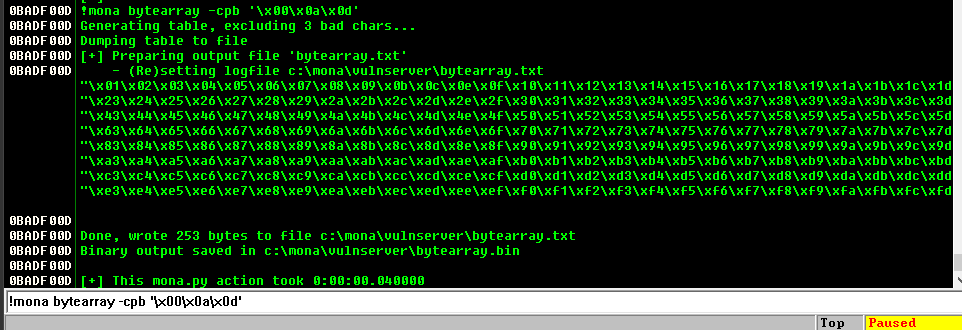 0BADF00D !mona bytearray -cpb '\x00\x0a\x0d'
0BADF00D Generating table, excluding 3 bad chars...
0BADF00D Dumping table to file
0BADF00D [+] Preparing output file 'bytearray.txt'
0BADF00D - (Re)setting logfile c:\mona\vulnserver\bytearray.txt
"\x01\x02\x03\x04\x05\x06\x07\x08\x09\x0b\x0c\x0e\x0f\x10\x11\x12\x13\x14\x15\x16\x17\x18\x19\x1a\x1b\x1c\x1d
"\x23\x24\x25\x26\x27\x28\x29\x2a\x2b\x2c\x2d\x2e\x2f\x30\x31\x32\x33\x34\x35\x36\x37\x38\x39\x3a\x3b\x3c\x3d
"\x43\x44\x45\x46\x47\x48\x49\x4a\x4b\x4c\x4d\x4e\x4f\x50\x51\x52\x53\x54\x55\x56\x57\x58\x59\x5a\x5b\x5c\x5d
"\x63\x64\x65\x66\x67\x68\x69\x6a\x6b\x6c\x6d\x6e\x6f\x70\x71\x72\x73\x74\x75\x76\x77\x78\x79\x7a\x7b\x7c\x7d
"\x83\x84\x85\x86\x87\x88\x89\x8a\x8b\x8c\x8d\x8e\x8f\x90\x91\x92\x93\x94\x95\x96\x97\x98\x99\x9a\x9b\x9c\x9d
"\xa3\xa4\xa5\xa6\xa7\xa8\xa9\xaa\xab\xac\xad\xae\xaf\xb0\xb1\xb2\xb3\xb4\xb5\xb6\xb7\xb8\xb9\xba\xbb\xbc\xbd
"\xc3\xc4\xc5\xc6\xc7\xc8\xc9\xca\xcb\xcc\xcd\xce\xcf\xd0\xd1\xd2\xd3\xd4\xd5\xd6\xd7\xd8\xd9\xda\xdb\xdc\xdd
"\xe3\xe4\xe5\xe6\xe7\xe8\xe9\xea\xeb\xec\xed\xee\xef\xf0\xf1\xf2\xf3\xf4\xf5\xf6\xf7\xf8\xf9\xfa\xfb\xfc\xfd
0BADF00D
0BADF00D Done, wrote 253 bytes to file c:\mona\vulnserver\bytearray.txt
0BADF00D Binary output saved in c:\mona\vulnserver\bytearray.bin
0BADF00D
0BADF00D [+] This mona.py action took 0:00:00.040000
!mona bytearray -cpb '\x00\x0a\x0d'
Top Paused